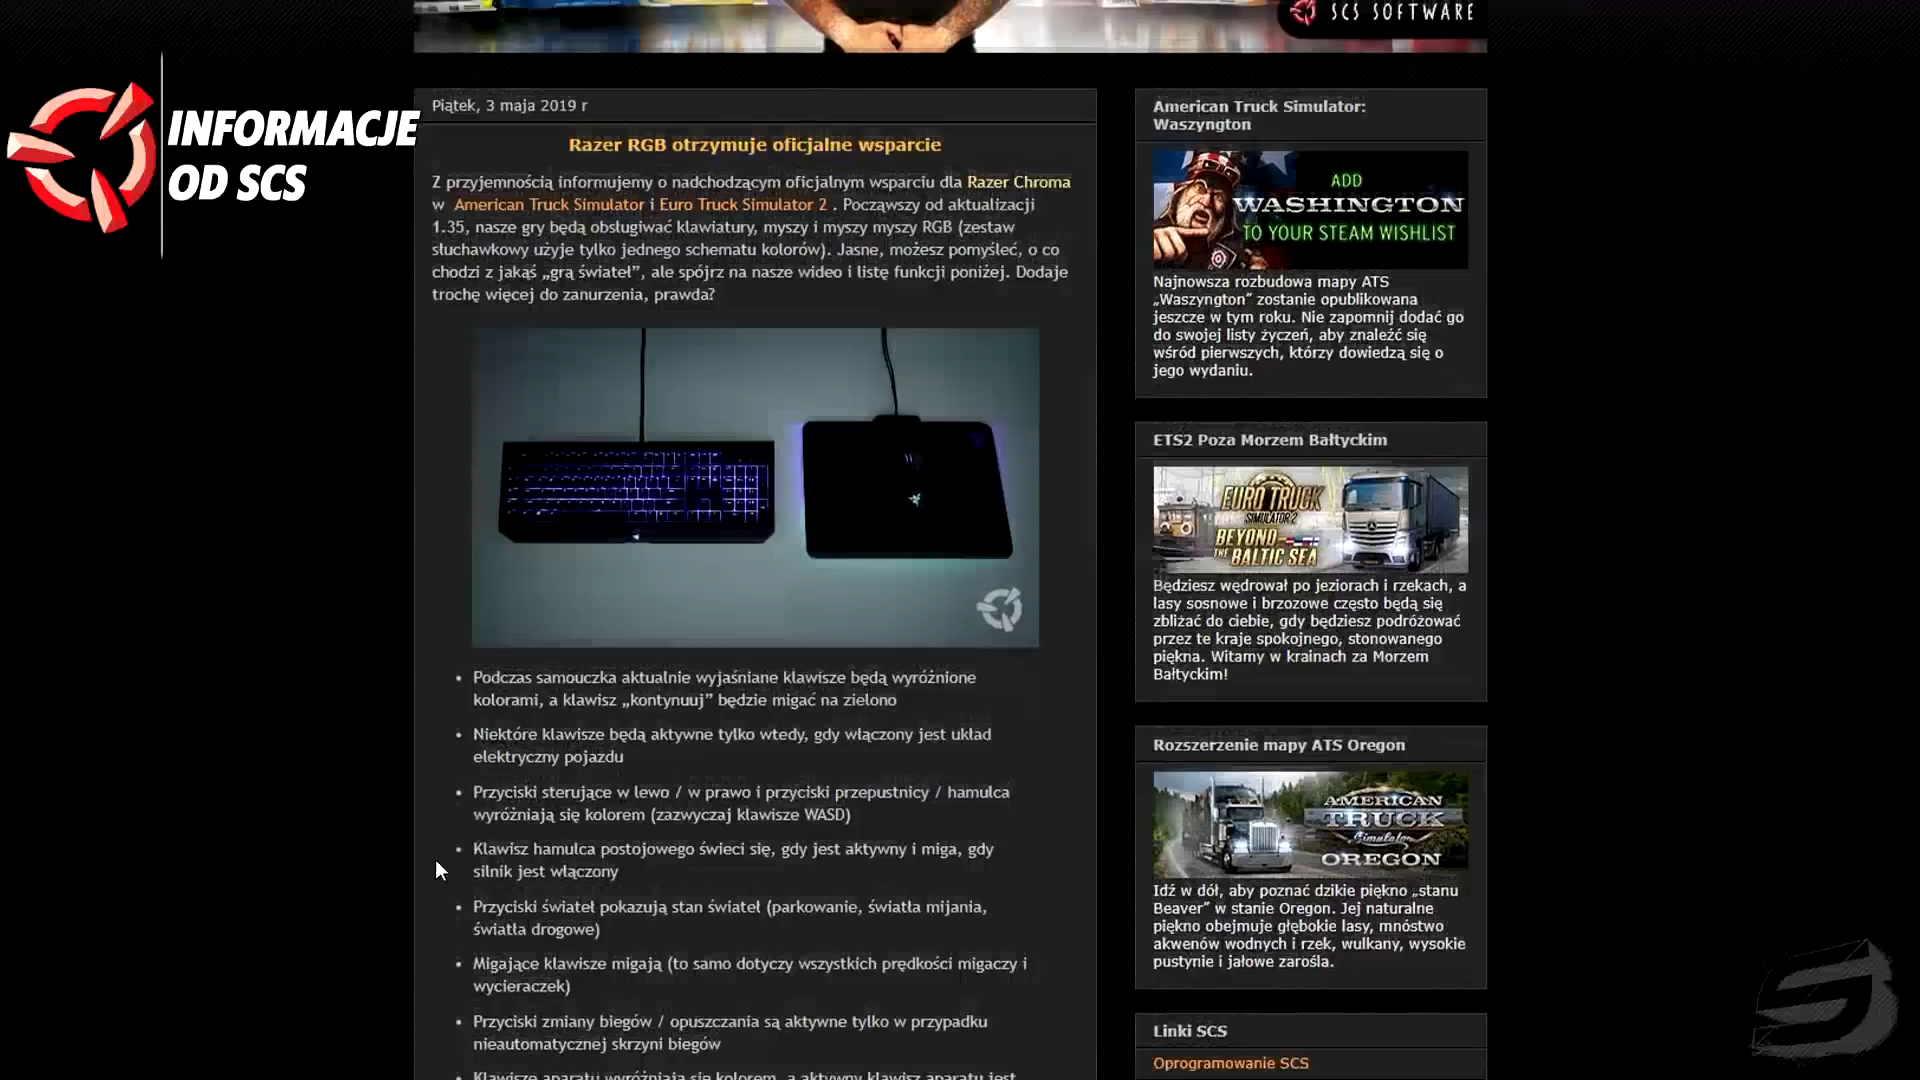 SCS SOFTWARE
INFORMACJE
OD SCS
Piątek, 3 maja 2019 r
Razer RGB otrzymuje oficjalne wsparcie
Z przyjemnością informujemy o nadchodzącym oficjalnym wsparciu dla Razer Chroma
w American Truck Simulator i Euro Truck Simulator 2 . Począwszy od aktualizacji
1.35, nasze gry będą obsługiwać klawiatury, myszy i myszy myszy RGB (zestaw
słuchawkowy użyje tylko jednego schematu kolorów). Jasne, możesz pomyśleć, o co
chodzi z jakąś „grą świateł”, ale spójrz na nasze wideo i listę funkcji poniżej. Dodaje
trochę więcej do zanurzenia, prawda?
• Podczas samouczka aktualnie wyjaśniane klawisze będą wyróżnione
kolorami, a klawisz „kontynuuj” będzie migać na zielono
• Niektóre klawisze będą aktywne tylko wtedy, gdy włączony jest układ
elektryczny pojazdu
• Przyciski sterujące w lewo / w prawo i przyciski przepustnicy / hamulca
wyróżniają się kolorem (zazwyczaj klawisze WASD)
• Klawisz hamulca postojowego świeci się, gdy jest aktywny i miga, gdy
silnik jest włączony
• Przyciski świateł pokazują stan świateł (parkowanie, światła mijania,
światła drogowe)
• Migające klawisze migają (to samo dotyczy wszystkich prędkości migaczy i
wycieraczek)
• Przyciski zmiany biegów / opuszczania są aktywne tylko w przypadku
nieautomatycznej skrzyni biegów
• Klawisze aparatu wyróżniają się kolorem, a aktywny klawisz aparatu jest
American Truck Simulator:
Waszyngton
ADD
WASHINGTON
TO YOUR STEAM WISHLIST
Najnowsza rozbudowa mapy ATS
„Waszyngton” zostanie opublikowana
jeszcze w tym roku. Nie zapomnij dodać go
do swojej listy życzeń, aby znaleźć się
wśród pierwszych, którzy dowiedzą się o
jego wydaniu.
ETS2 Poza Morzem Bałtyckim
EURO TRUCK
SIMULATOR 2
BEYOND
THE BALTIC SEA
Będziesz wędrował po jeziorach i rzekach, a
lasy sosnowe i brzozowe często będą się
zbliżać do ciebie, gdy będziesz podróżować
przez te kraje spokojnego, stonowanego
piękna. Witamy w krainach za Morzem
Bałtyckim!
Rozszerzenie mapy ATS Oregon
AMERICAN
TRUCK
Simulator
OREGON
Idź w dół, aby poznać dzikie piękno „stanu
Beaver” w stanie Oregon. Jej naturalne
piękno obejmuje głębokie lasy, mnóstwo
akwenów wodnych i rzek, wulkany, wysokie
pustynie i jałowe zarośla.
Linki SCS
Oprogramowanie SCS